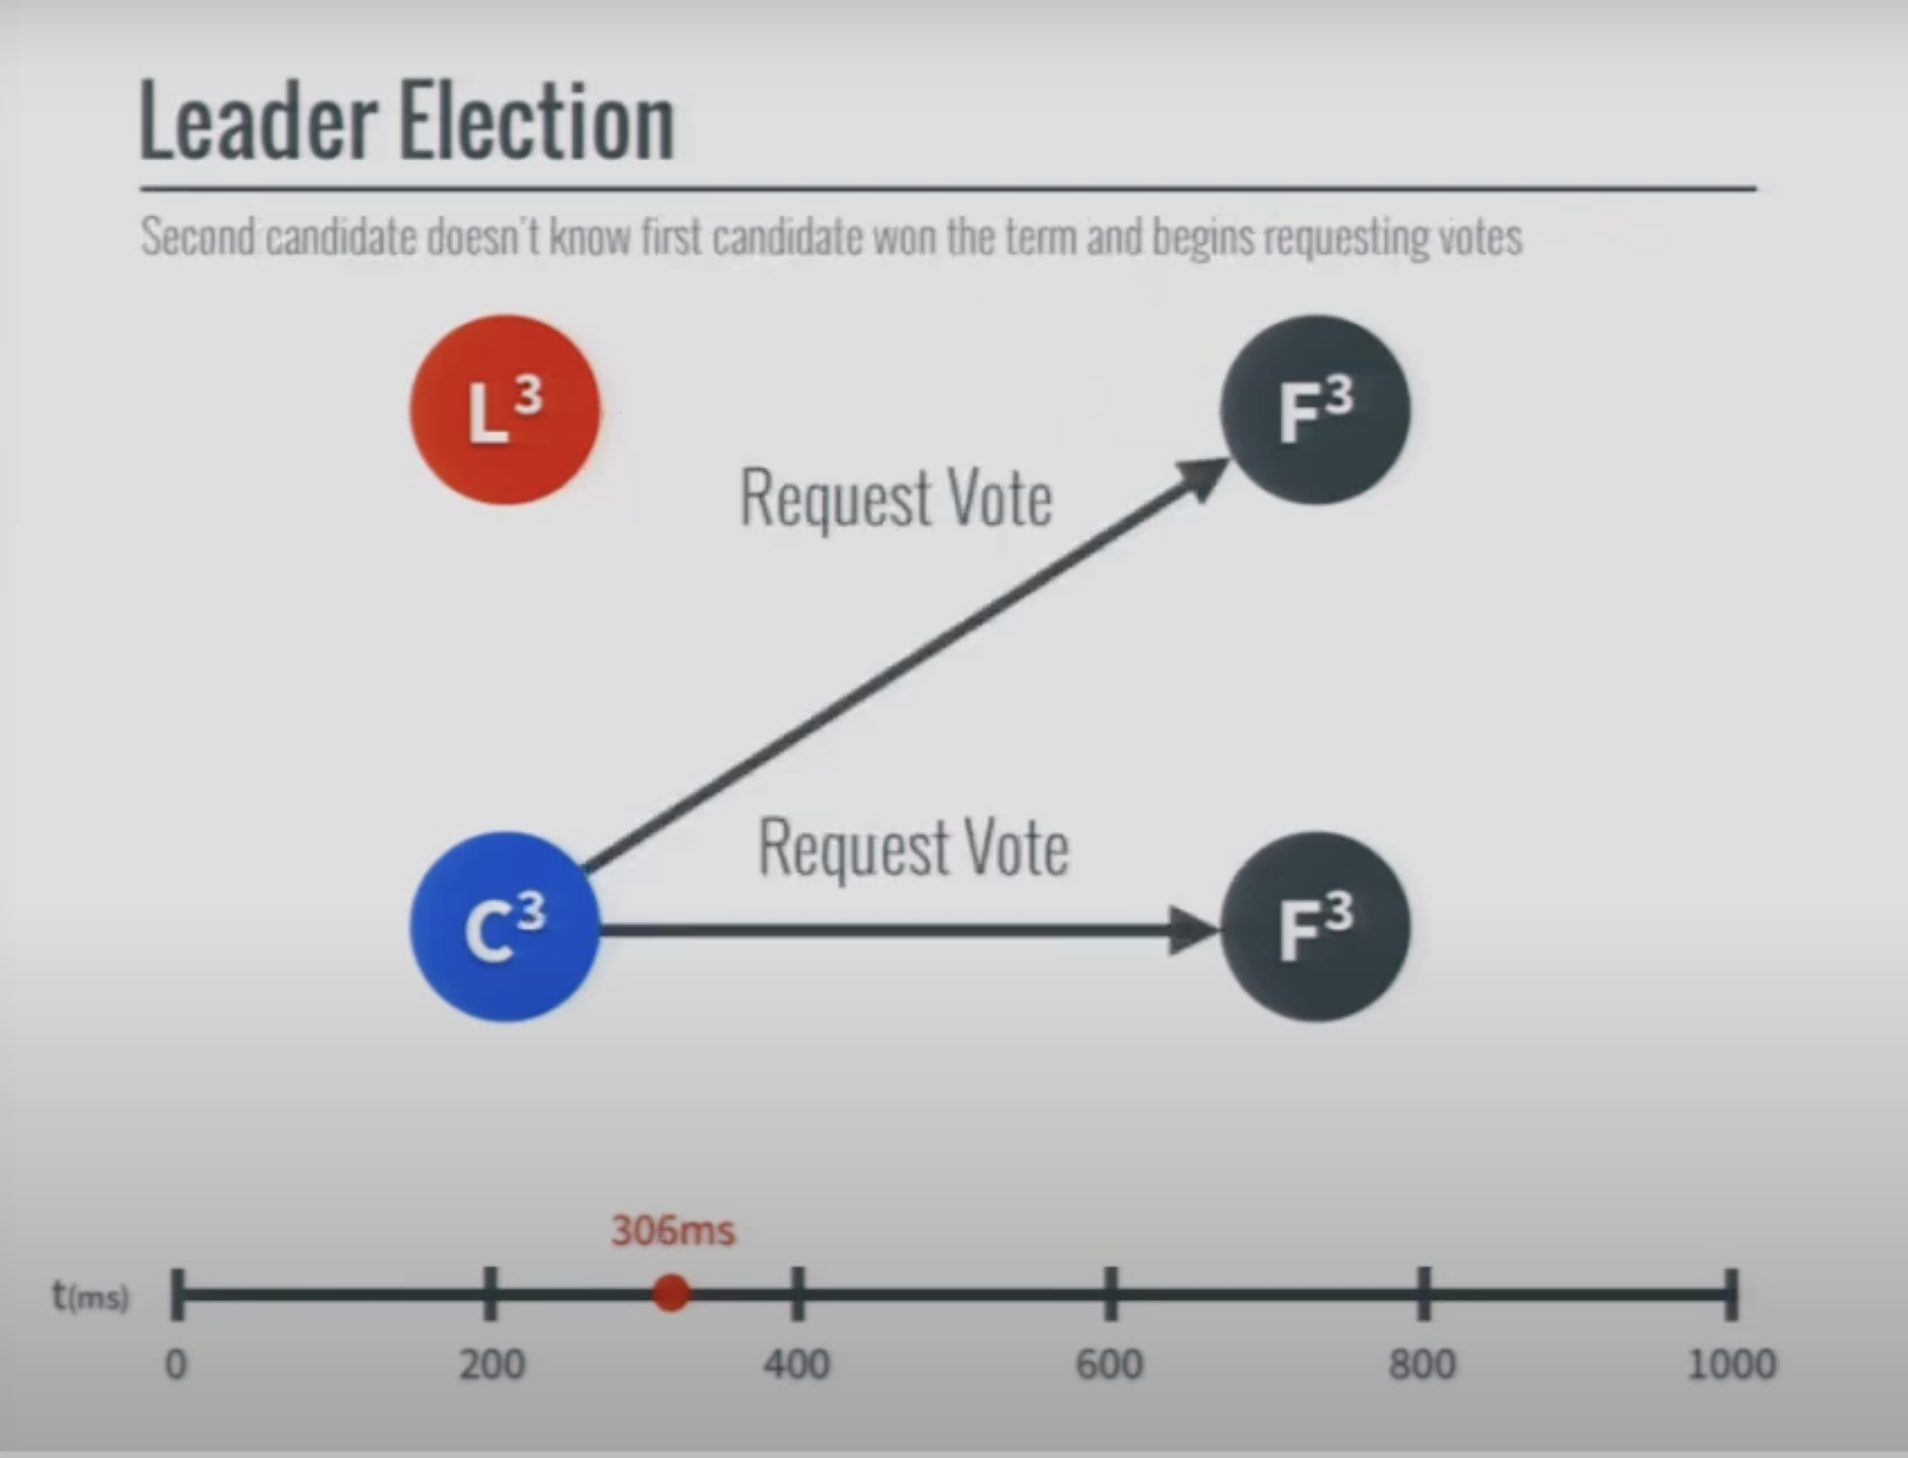 Leader Election
Second candidate doesn't know first candidate won the term and begins requesting votes
L³
F³
Request Vote
Request Vote
C³
F³
306ms
t(ms)
0 200 400 600 800 1000